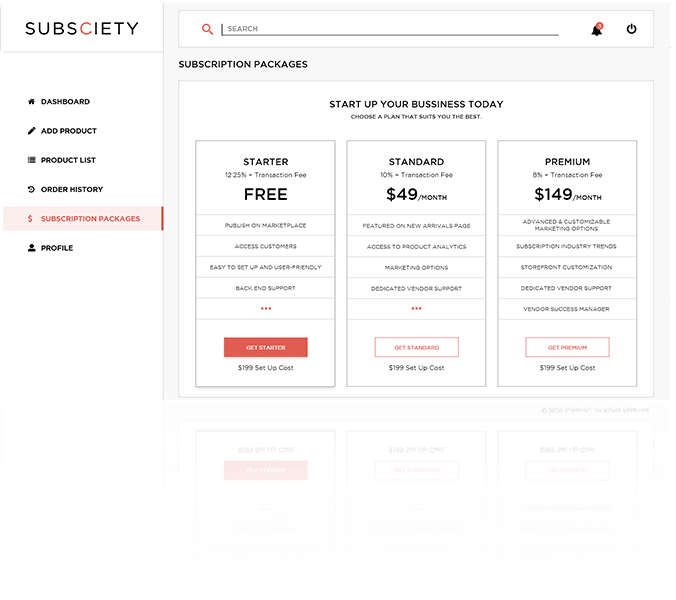 SUBSCIETY
SEARCH
3
DASHBOARD
ADD PRODUCT
PRODUCT LIST
ORDER HISTORY
$ SUBSCRIPTION PACKAGES
PROFILE
SUBSCRIPTION PACKAGES
START UP YOUR BUSSINESS TODAY
CHOOSE A PLAN THAT SUITS YOU THE BEST.
STARTER
12.25% + Transaction Fee
FREE
PUBLISH ON MARKETPLACE
ACCESS CUSTOMERS
EASY TO SET UP AND USER-FRIENDLY
BACK END SUPPORT
***
GET STARTER
$199 Set Up Cost
STANDARD
10% + Transaction Fee
$49/MONTH
FEATURED ON NEW ARRIVALS PAGE
ACCESS TO PRODUCT ANALYTICS
MARKETING OPTIONS
DEDICATED VENDOR SUPPORT
***
GET STANDARD
$199 Set Up Cost
PREMIUM
8% + Transaction Fee
$149/MONTH
ADVANCED & CUSTOMIZABLE
MARKETING OPTIONS
SUBSCRIPTION INDUSTRY TRENDS
STOREFRONT CUSTOMIZATION
DEDICATED VENDOR SUPPORT
VENDOR SUCCESS MANAGER
GET PREMIUM
$199 Set Up Cost